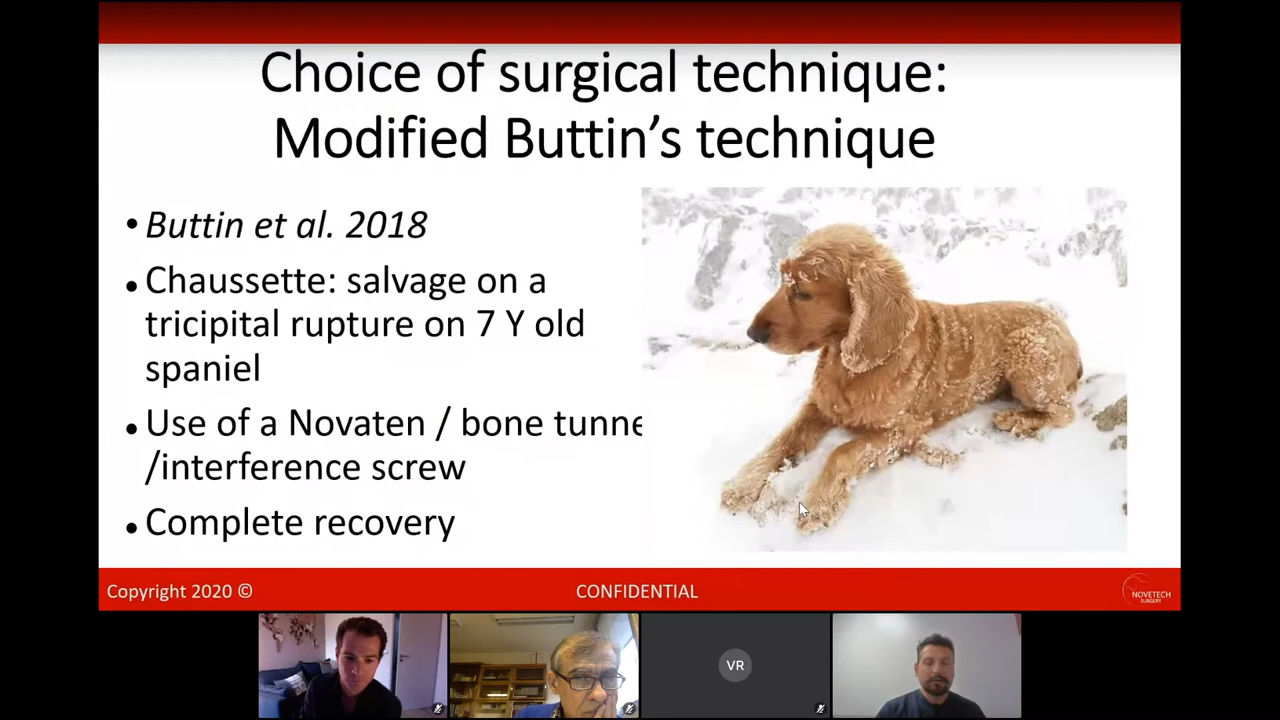 Choice of surgical technique:
Modified Buttin’s technique
• Buttin et al. 2018
• Chaussette: salvage on a
tricipital rupture on 7 Y old
spaniel
• Use of a Novaten / bone tunne
/interference screw
• Complete recovery
Copyright 2020 ©
CONFIDENTIAL
NOVETECH
SURGERY
VR